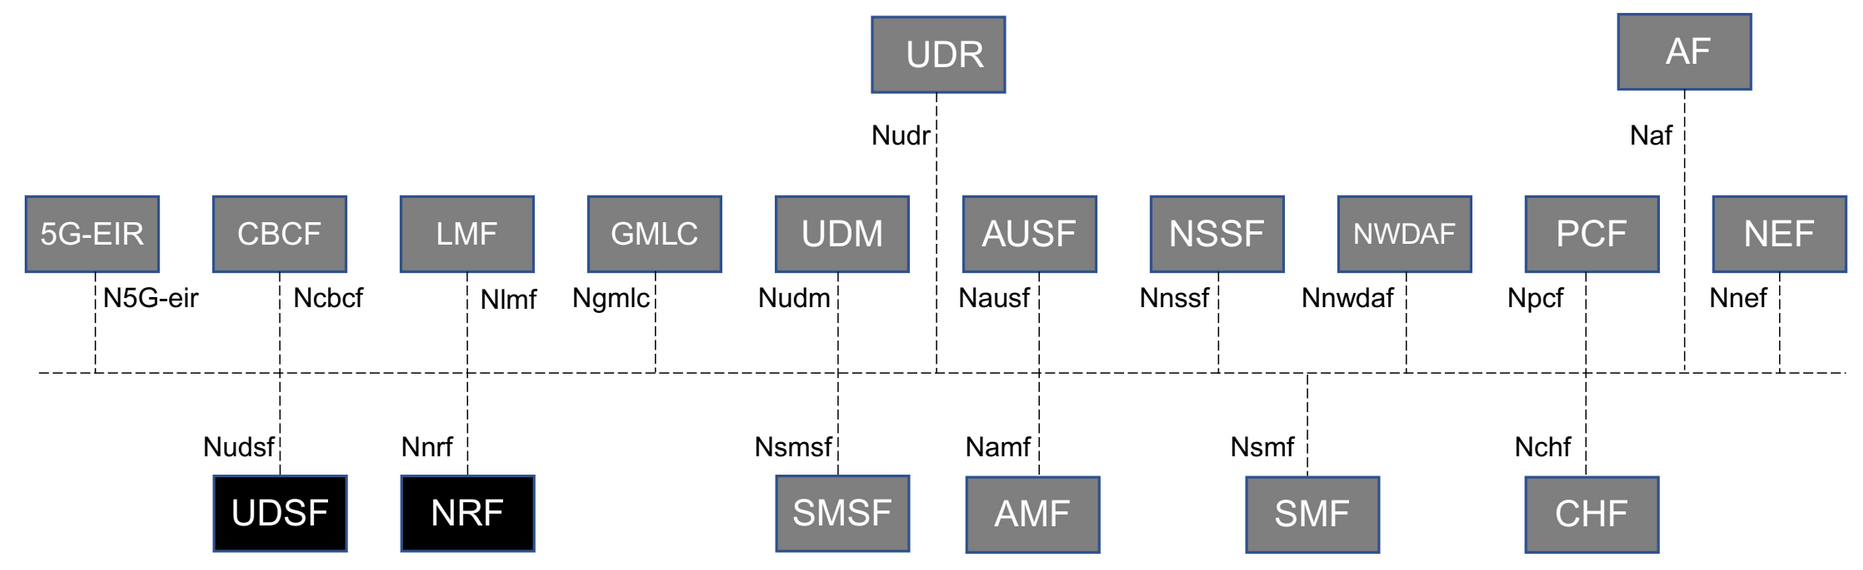 UDR
AF
Nudr
Naf
5G-EIR
CBCF
LMF
GMLC
UDM
AUSF
NSSF
NWDAF
PCF
NEF
N5G-eir
Ncbcf
Nlmf
Ngmlc
Nudm
Nausf
Nnssf
Nnwdaf
Npcf
Nnef
Nudsf
Nnrf
Nsmsf
Namf
Nsmf
Nchf
UDSF
NRF
SMSF
AMF
SMF
CHF